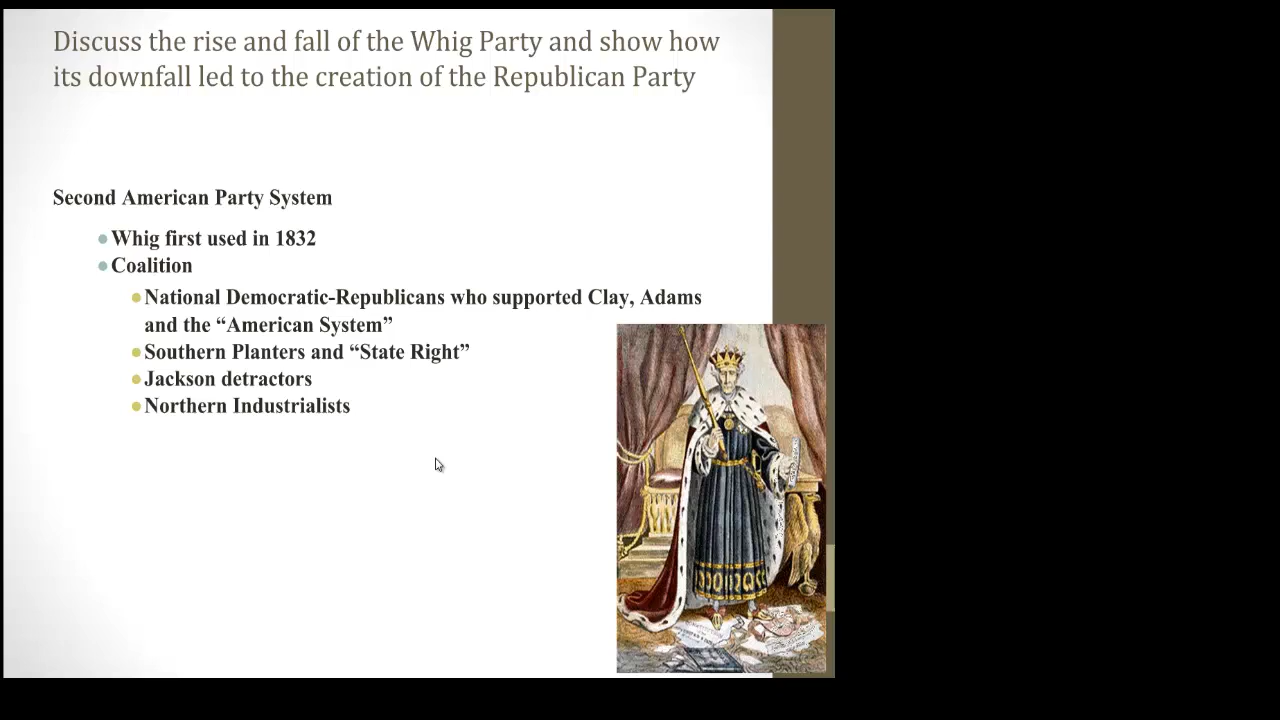 Discuss the rise and fall of the Whig Party and show how
its downfall led to the creation of the Republican Party
Second American Party System
Whig first used in 1832
Coalition
National Democratic-Republicans who supported Clay, Adams
and the “American System”
Southern Planters and “State Right”
Jackson detractors
Northern Industrialists